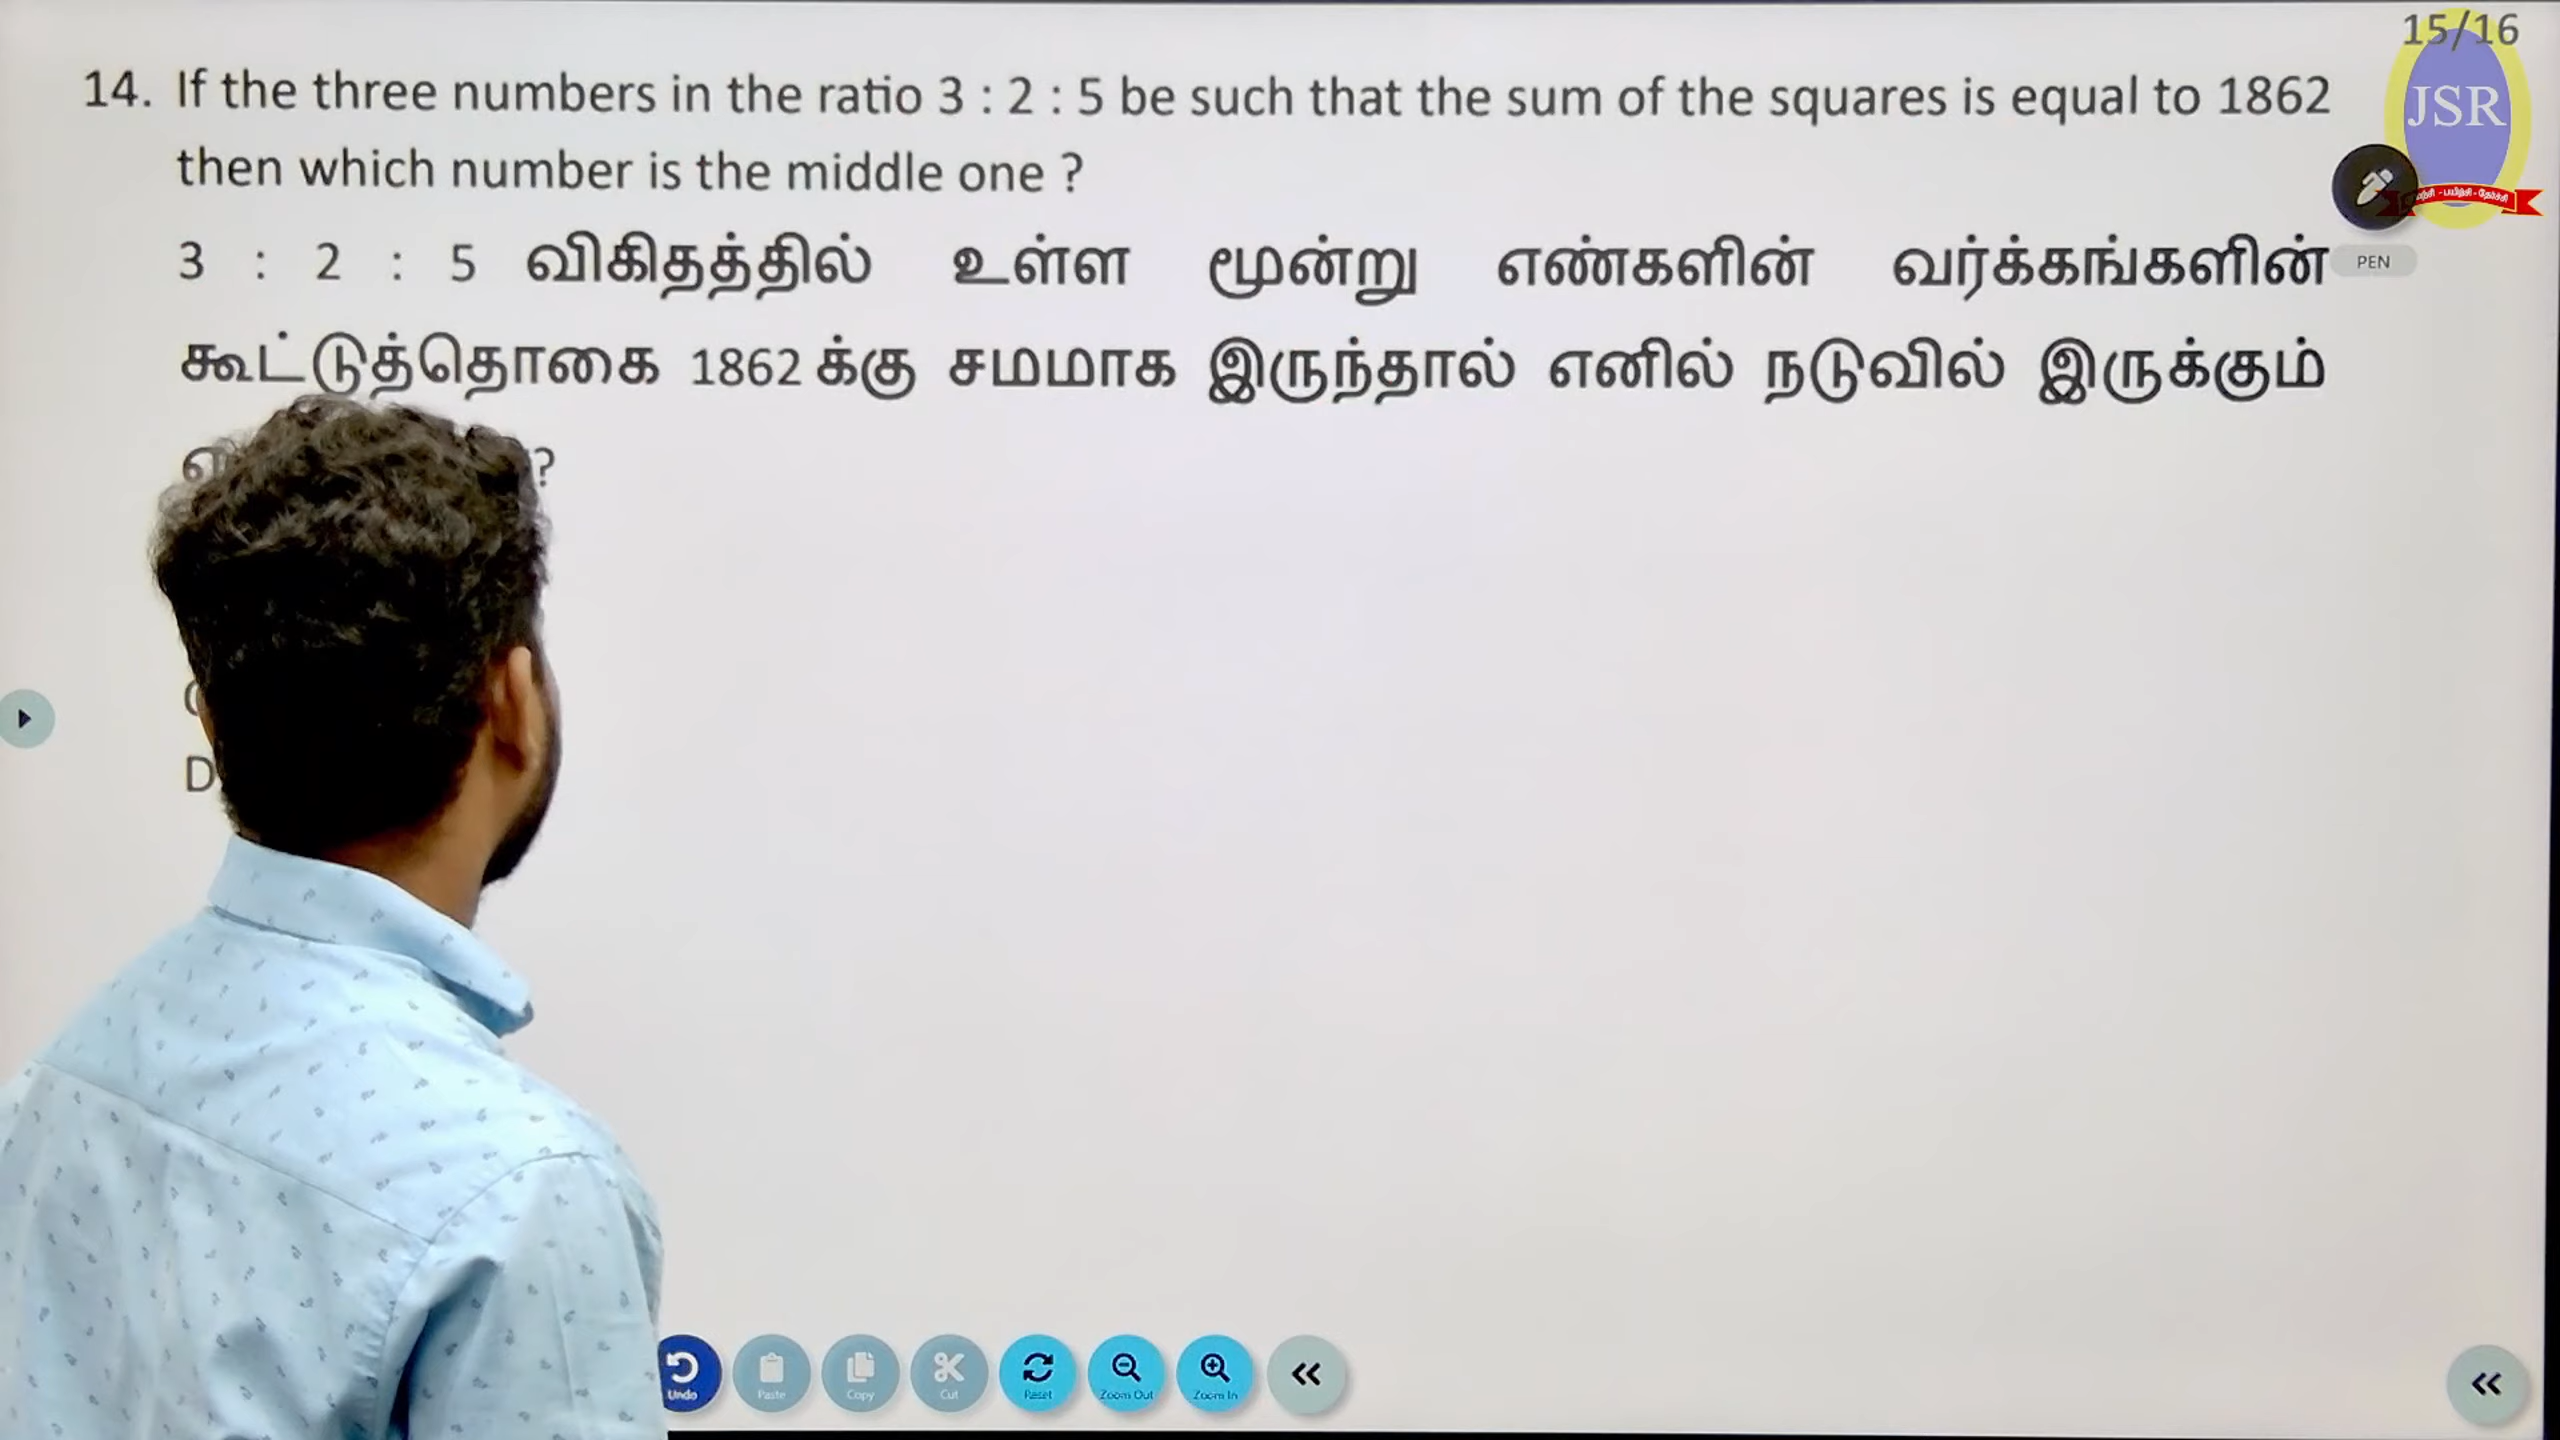 15/16
14. If the three numbers in the ratio 3 : 2 : 5 be such that the sum of the squares is equal to 1862
then which number is the middle one ?
3 : 2 : 5 விகிதத்தில் உள்ள மூன்று எண்களின் வர்க்கங்களின்
கூட்டுத்தொகை 1862 க்கு சமமாக இருந்தால் எனில் நடுவில் இருக்கும்
?
D
JSR
- பயிற்சி - தேர்ச்சி
PEN
Undo Paste Copy Cut Reset Zoom Out Zoom In